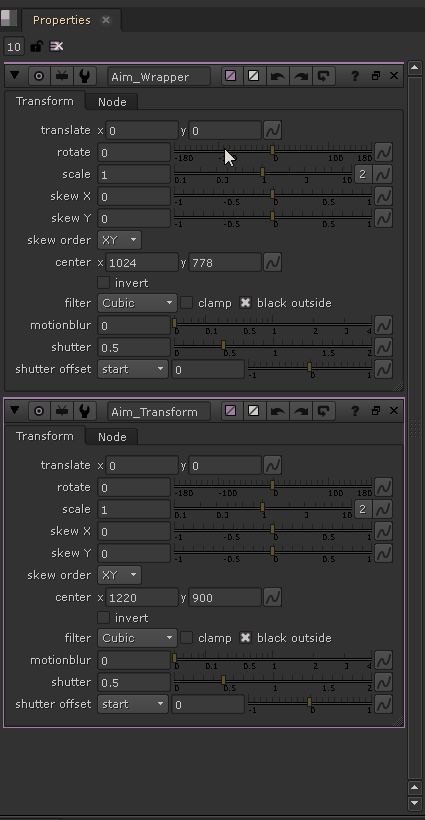 Properties
10
Aim_Wrapper ?
Transform Node
translate x 0 y 0
rotate 0 -180 100 180
scale 1 0.1 0.3 1 3 10 2
skew X 0 -1 -0.5 0 0.5 1
skew Y 0 -1 -0.5 0 0.5 1
skew order XY
center x 1024 y 778
invert
filter Cubic clamp black outside
motionblur 0 0 0.1 0.5 1 2 3 4
shutter 0.5 0 0.5 1 1.5 2
shutter offset start 0 -1 0 1
Aim_Transform ?
Transform Node
translate x 0 y 0
rotate 0 -180 -100 0 100 180
scale 1 0.1 0.3 1 3 10 2
skew X 0 -1 -0.5 0 0.5 1
skew Y 0 -1 -0.5 0 0.5 1
skew order XY
center x 1220 y 900
invert
filter Cubic clamp black outside
motionblur 0 0 0.1 0.5 1 2 3 4
shutter 0.5 0 0.5 1 1.5 2
shutter offset start 0 -1 0 1